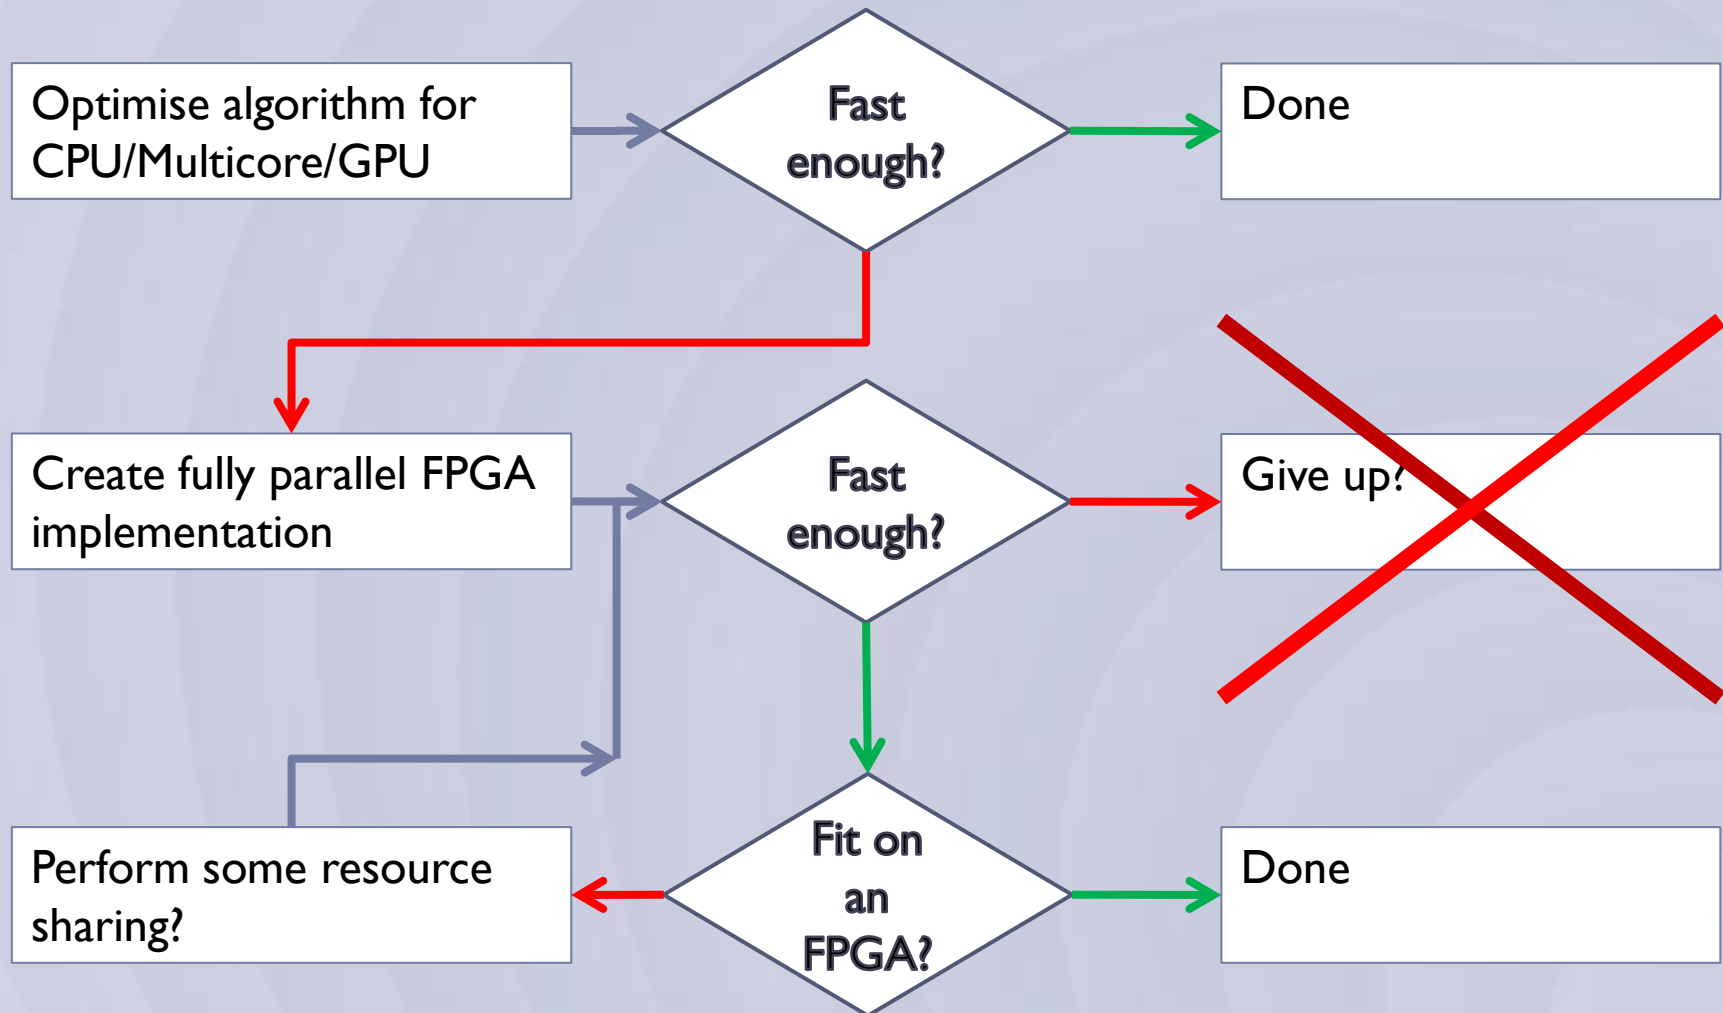 Optimise algorithm for
CPU/Multicore/GPU
Fast
enough?
Done
Create fully parallel FPGA
implementation
Fast
enough?
Give up?
Perform some resource
sharing?
Fit on
an
FPGA?
Done